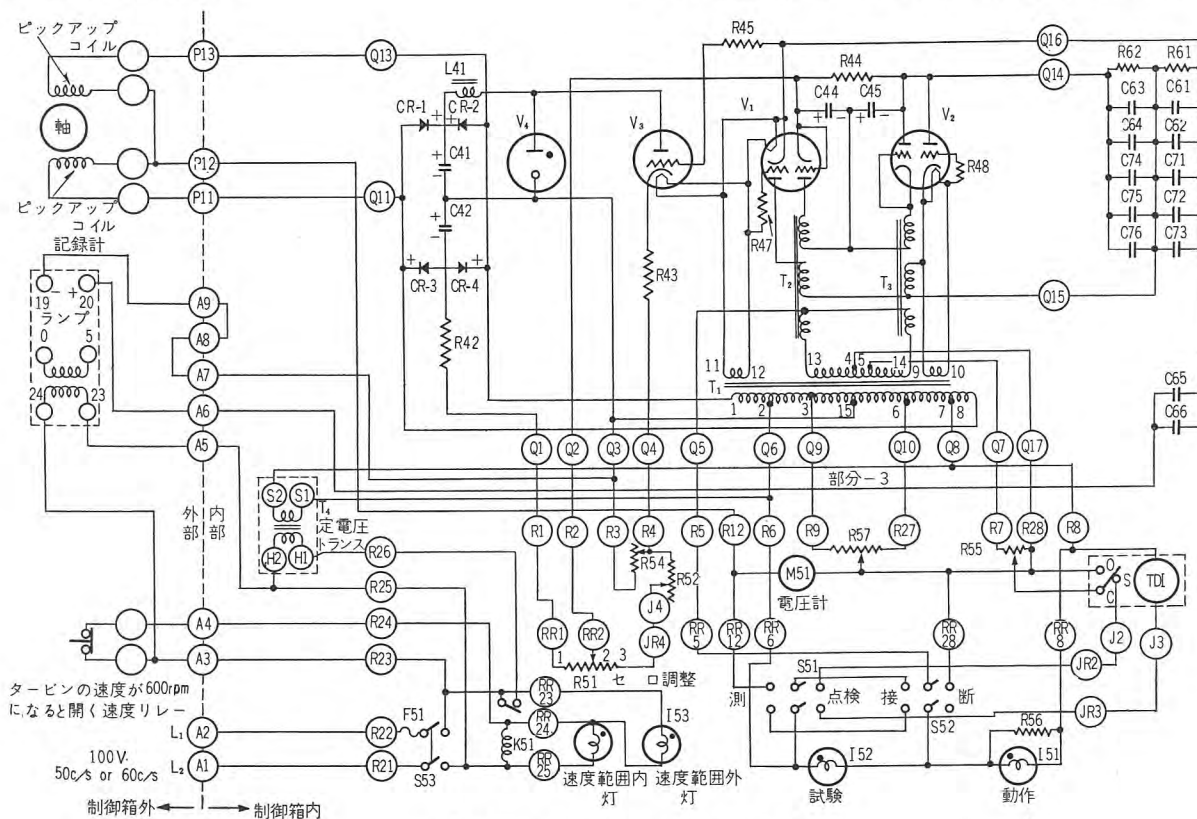 ピックアップ
コイル
軸
ピックアップ
コイル
P13
P12
P11
Q13
Q11
CR-1
CR-2
L41
C41
C42
CR-3
CR-4
R42
V4
V3
R43
R45
V1
R44
C44
C45
V2
R48
R47
T2
T3
Q16
Q14
Q15
R62
R61
C63
C61
C64
C62
C74
C71
C75
C72
C76
C73
C65
C66
記録計
19
- +
20
ランプ
0
5
24
23
A9
A8
A7
A6
A5
11
12
13
4
5
14
9
10
T1
1
2
3
15
6
7
8
Q1
Q2
Q3
Q4
Q5
Q6
Q9
Q10
Q8
Q7
Q17
部分-3
外部
内部
S2
S1
T4
定電圧
トランス
H2
H1
R26
R25
R1
R2
R3
R4
R5
R12
R6
R9
R27
R7
R28
R8
R54
R52
R57
R55
M51
電圧計
O
S
C
TDI
J4
JR4
J2
J3
JR2
JR3
RR1
RR2
RR5
RR12
RR6
RR28
RR8
1
2
3
R51
セロ調整
A4
A3
R24
R23
タービンの速度が600rpm
になると開く速度リレー
L1
A2
R22
F51
100V.
50c/s or 60c/s
L2
A1
R21
S53
K51
RR23
RR24
RR25
I53
速度範囲内
灯
速度範囲外
灯
測
S51
点検
接
断
S52
R56
I52
試験
I51
動作
制御箱外
制御箱内